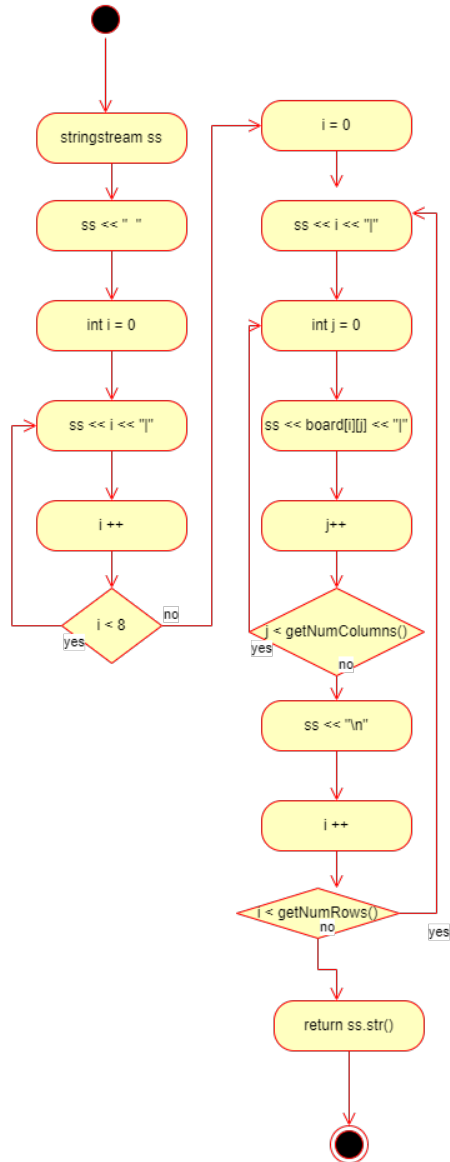 stringstream ss
ss << "  "
int i = 0
ss << i << "|"
i ++
i < 8
yes
no
i = 0
ss << i << "|"
int j = 0
ss << board[i][j] << "|"
j++
j < getNumColumns()
yes
no
ss << "\n"
i ++
i < getNumRows()
no
yes
return ss.str()